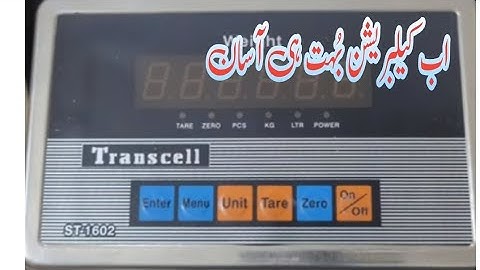 Weight
اب کیلبریشن بُہت ہی آسان
TARE ZERO PCS KG LTR POWER
Transcell
Enter Menu Unit Tare Zero On/Off
ST-1602